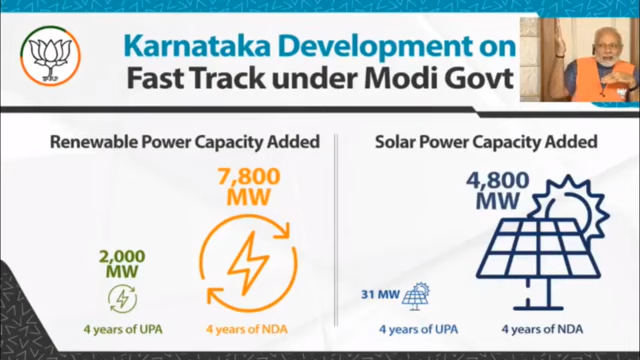 Karnataka Development on
Fast Track under Modi Govt
Renewable Power Capacity Added
7,800
MW
2,000
MW
4 years of UPA
4 years of NDA
Solar Power Capacity Added
4,800
MW
31 MW
4 years of UPA
4 years of NDA